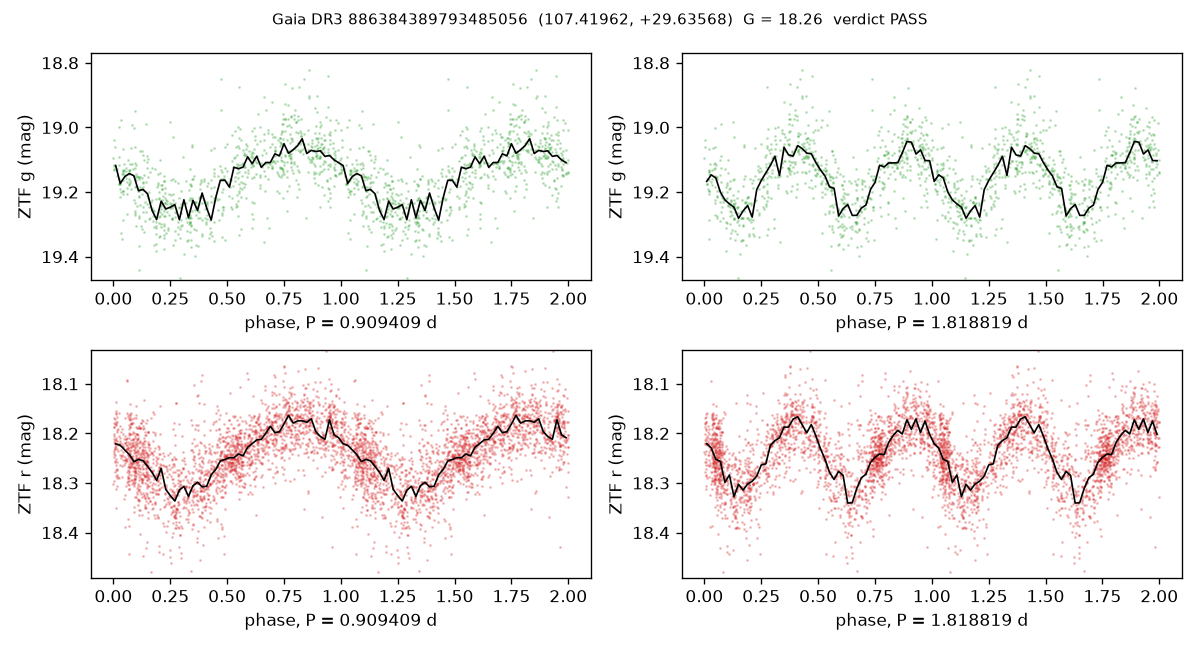 Gaia DR3 886384389793485056 (107.41962, +29.63568) G = 18.26 verdict PASS
ZTF g (mag)
18.8
19.0
19.2
19.4
0.00 0.25 0.50 0.75 1.00 1.25 1.50 1.75 2.00
phase, P = 0.909409 d
ZTF g (mag)
18.8
19.0
19.2
19.4
0.00 0.25 0.50 0.75 1.00 1.25 1.50 1.75 2.00
phase, P = 1.818819 d
ZTF r (mag)
18.1
18.2
18.3
18.4
0.00 0.25 0.50 0.75 1.00 1.25 1.50 1.75 2.00
phase, P = 0.909409 d
ZTF r (mag)
18.1
18.2
18.3
18.4
0.00 0.25 0.50 0.75 1.00 1.25 1.50 1.75 2.00
phase, P = 1.818819 d